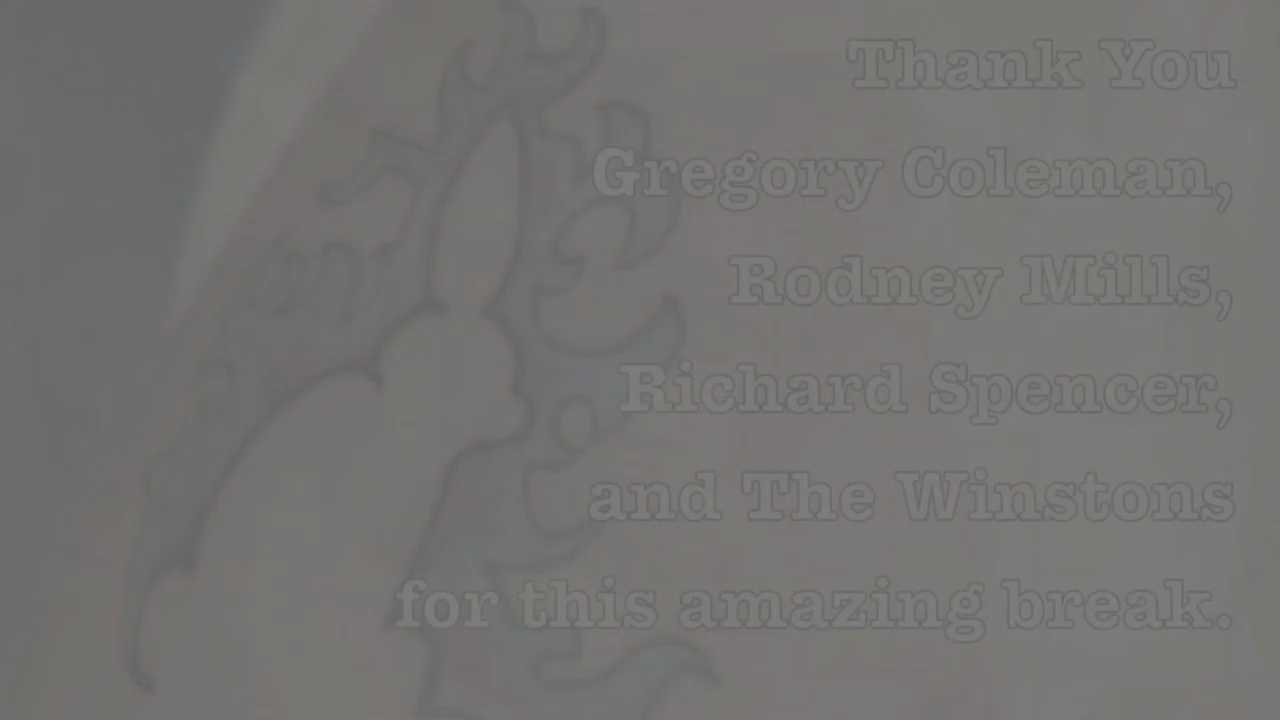 Thank You
Gregory Coleman,
Rodney Mills,
Richard Spencer,
and The Winstons
for this amazing break.